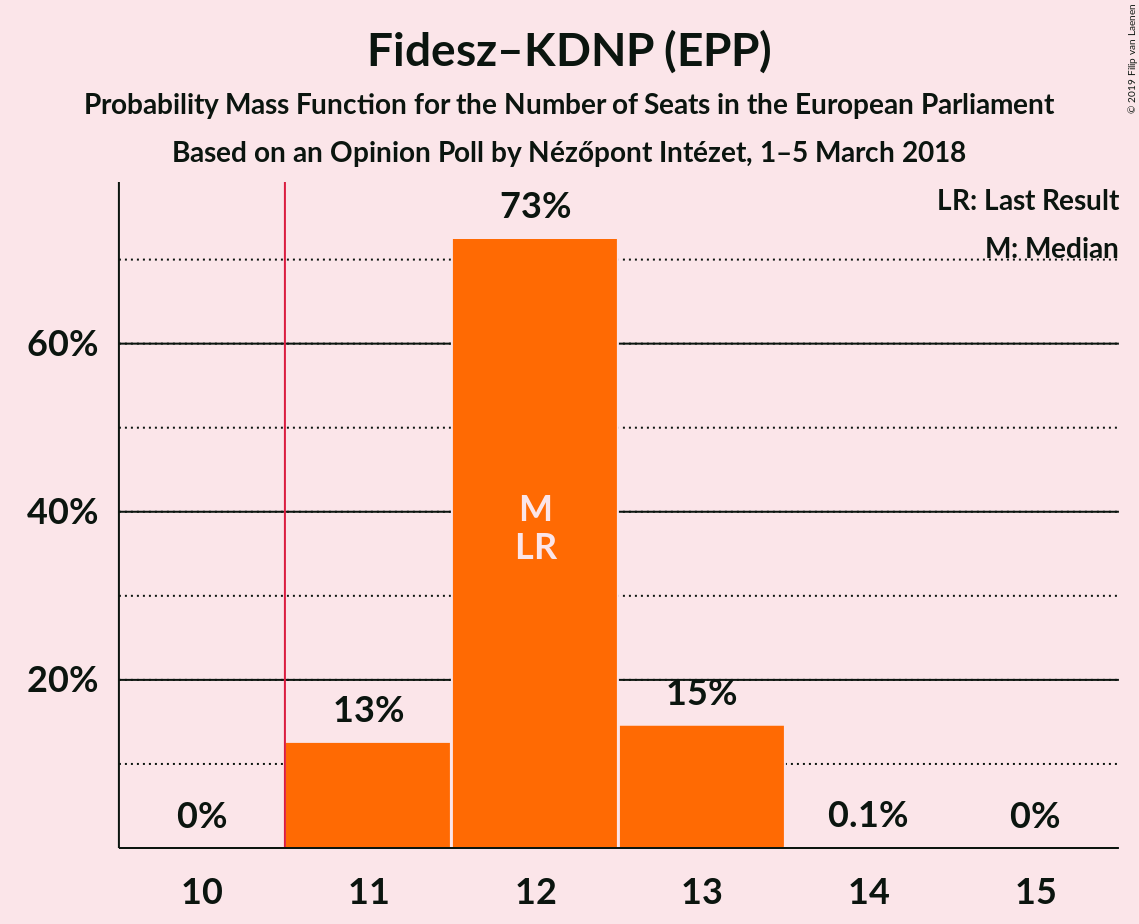 Fidesz–KDNP (EPP)
Probability Mass Function for the Number of Seats in the European Parliament
Based on an Opinion Poll by Nézőpont Intézet, 1–5 March 2018
© 2019 Filip van Laenen
LR: Last Result
M: Median
73%
60%
40%
20%
M
LR
13%
15%
0%
0.1%
0%
10 11 12 13 14 15